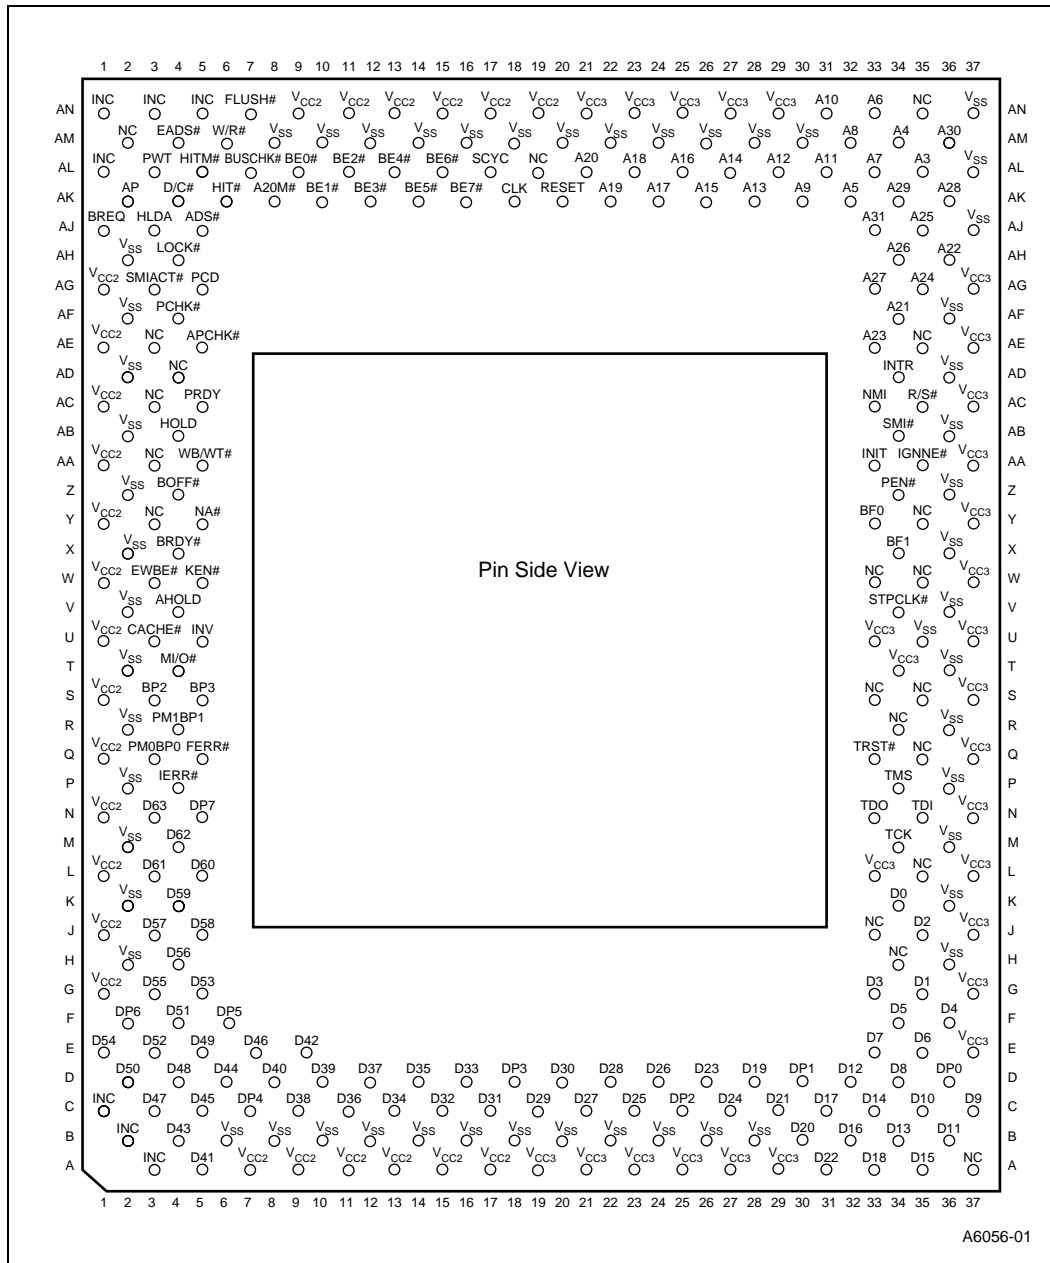 1 2 3 4 5 6 7 8 9 10 11 12 13 14 15 16 17 18 19 20 21 22 23 24 25 26 27 28 29 30 31 32 33 34 35 36 37
AN INC INC INC FLUSH# VCC2 VCC2 VCC2 VCC2 VCC2 VCC2 VCC3 VCC3 VCC3 VCC3 VCC3 A10 A6 NC VSS AN
AM NC EADS# W/R# VSS VSS VSS VSS VSS VSS VSS VSS VSS VSS VSS VSS A8 A4 A30 AM
AL INC PWT HITM# BUSCHK# BE0# BE2# BE4# BE6# SCYC NC A20 A18 A16 A14 A12 A11 A7 A3 VSS AL
AK AP D/C# HIT# A20M# BE1# BE3# BE5# BE7# CLK RESET A19 A17 A15 A13 A9 A5 A29 A28 AK
AJ BREQ HLDA ADS# A31 A25 VSS AJ
AH VSS LOCK# A26 A22 AH
AG VCC2 SMIACT# PCD A27 A24 VCC3 AG
AF VSS PCHK# A21 VSS AF
AE VCC2 NC APCHK# A23 NC VCC3 AE
AD VSS NC INTR VSS AD
AC VCC2 NC PRDY NMI R/S# VCC3 AC
AB VSS HOLD SMI# VSS AB
AA VCC2 NC WB/WT# INIT IGNNE# VCC3 AA
Z VSS BOFF# PEN# VSS Z
Y VCC2 NC NA# BF0 NC VCC3 Y
X VSS BRDY# BF1 VSS X
W VCC2 EWBE# KEN# Pin Side View NC NC VCC3 W
V VSS AHOLD STPCLK# VSS V
U VCC2 CACHE# INV VCC3 VSS VCC3 U
T VSS MI/O# VCC3 VSS T
S VCC2 BP2 BP3 NC NC VCC3 S
R VSS PM1BP1 NC VSS R
Q VCC2 PM0BP0 FERR# TRST# NC VCC3 Q
P VSS IERR# TMS VSS P
N VCC2 D63 DP7 TDO TDI VCC3 N
M VSS D62 TCK VSS M
L VCC2 D61 D60 VCC3 NC VCC3 L
K VSS D59 D0 VSS K
J VCC2 D57 D58 NC D2 VCC3 J
H VSS D56 NC VSS H
G VCC2 D55 D53 D3 D1 VCC3 G
F DP6 D51 DP5 D5 D4 F
E D54 D52 D49 D46 D42 D7 D6 VCC3 E
D D50 D48 D44 D40 D39 D37 D35 D33 DP3 D30 D28 D26 D23 D19 DP1 D12 D8 DP0 D
C INC D47 D45 DP4 D38 D36 D34 D32 D31 D29 D27 D25 DP2 D24 D21 D17 D14 D10 D9 C
B INC D43 VSS VSS VSS VSS VSS VSS VSS VSS VSS VSS VSS VSS D20 D16 D13 D11 B
A INC D41 VCC2 VCC2 VCC2 VCC2 VCC2 VCC2 VCC3 VCC3 VCC3 VCC3 VCC3 VCC3 D22 D18 D15 NC A
1 2 3 4 5 6 7 8 9 10 11 12 13 14 15 16 17 18 19 20 21 22 23 24 25 26 27 28 29 30 31 32 33 34 35 36 37
A6056-01